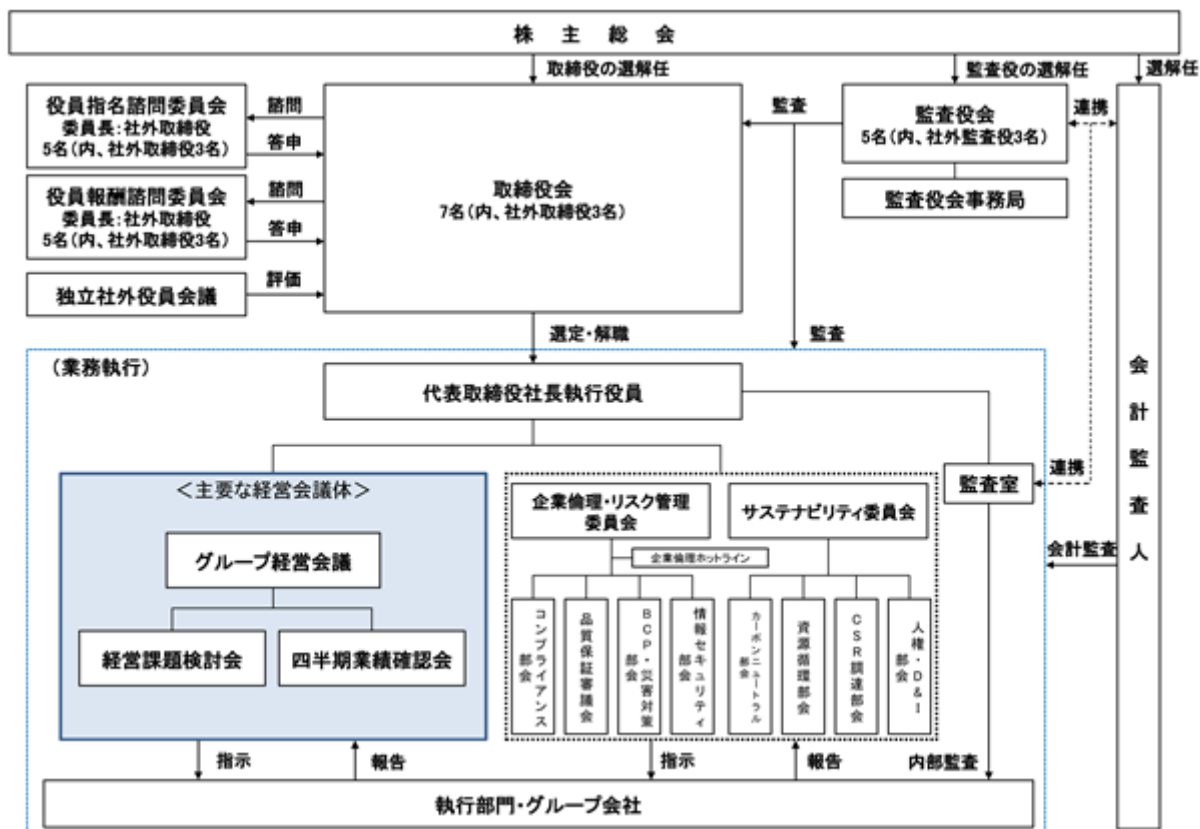 株主総会
取締役の選解任
監査役の選解任
選解任
役員指名諮問委員会
委員長:社外取締役
5名(内、社外取締役3名)
諮問
答申
役員報酬諮問委員会
委員長:社外取締役
5名(内、社外取締役3名)
諮問
答申
独立社外役員会議
評価
取締役会
7名(内、社外取締役3名)
監査
監査役会
5名(内、社外監査役3名)
監査役会事務局
連携
会計監査人
選定・解職
監査
(業務執行)
代表取締役社長執行役員
<主要な経営会議体>
グループ経営会議
経営課題検討会
四半期業績確認会
企業倫理・リスク管理
委員会
サステナビリティ委員会
企業倫理ホットライン
コンプライアンス
部会
品質保証審議会
BCP・災害対策
部会
情報セキュリティ
部会
カーボンニュートラル
部会
資源循環部会
CSR調達部会
人権・D&I
部会
監査室
連携
会計監査
指示
報告
指示
報告
内部監査
執行部門・グループ会社